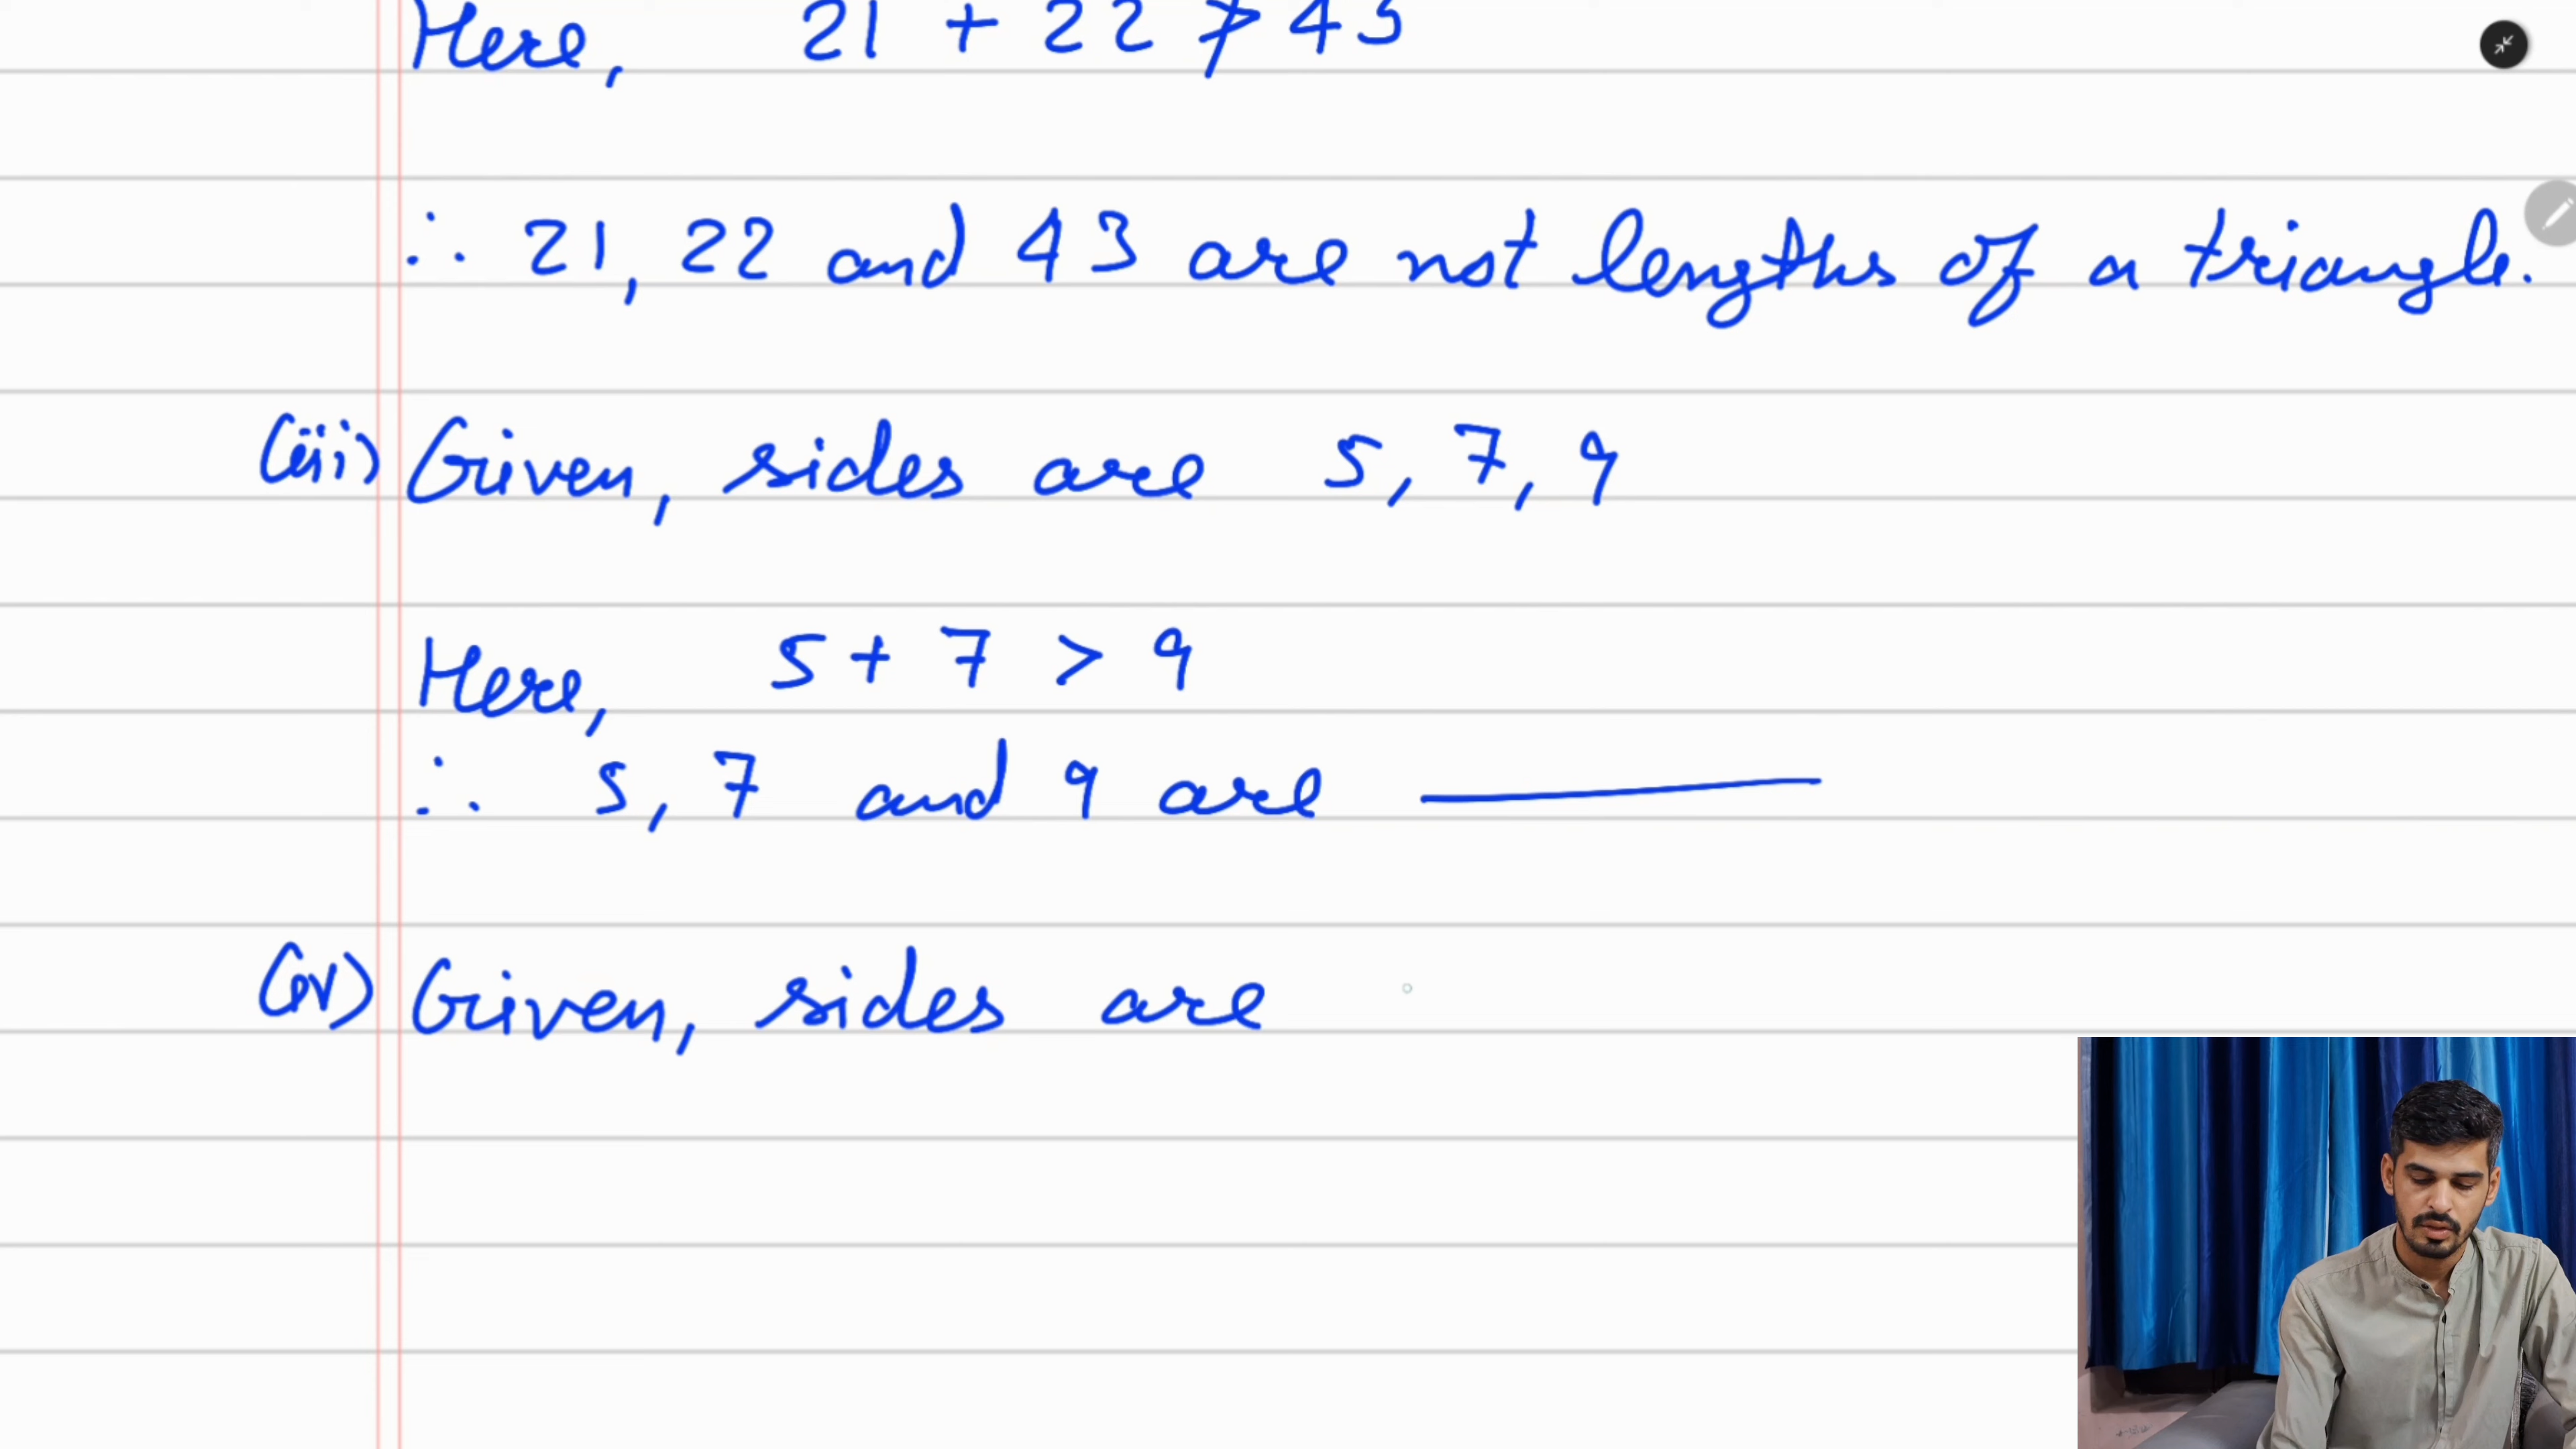 Here, 21 + 22 ≯ 43
∴ 21, 22 and 43 are not lengths of a triangle.
(iii) Given, sides are 5, 7, 9
Here, 5 + 7 > 9
∴ 5, 7 and 9 are ———
(iv) Given, sides are